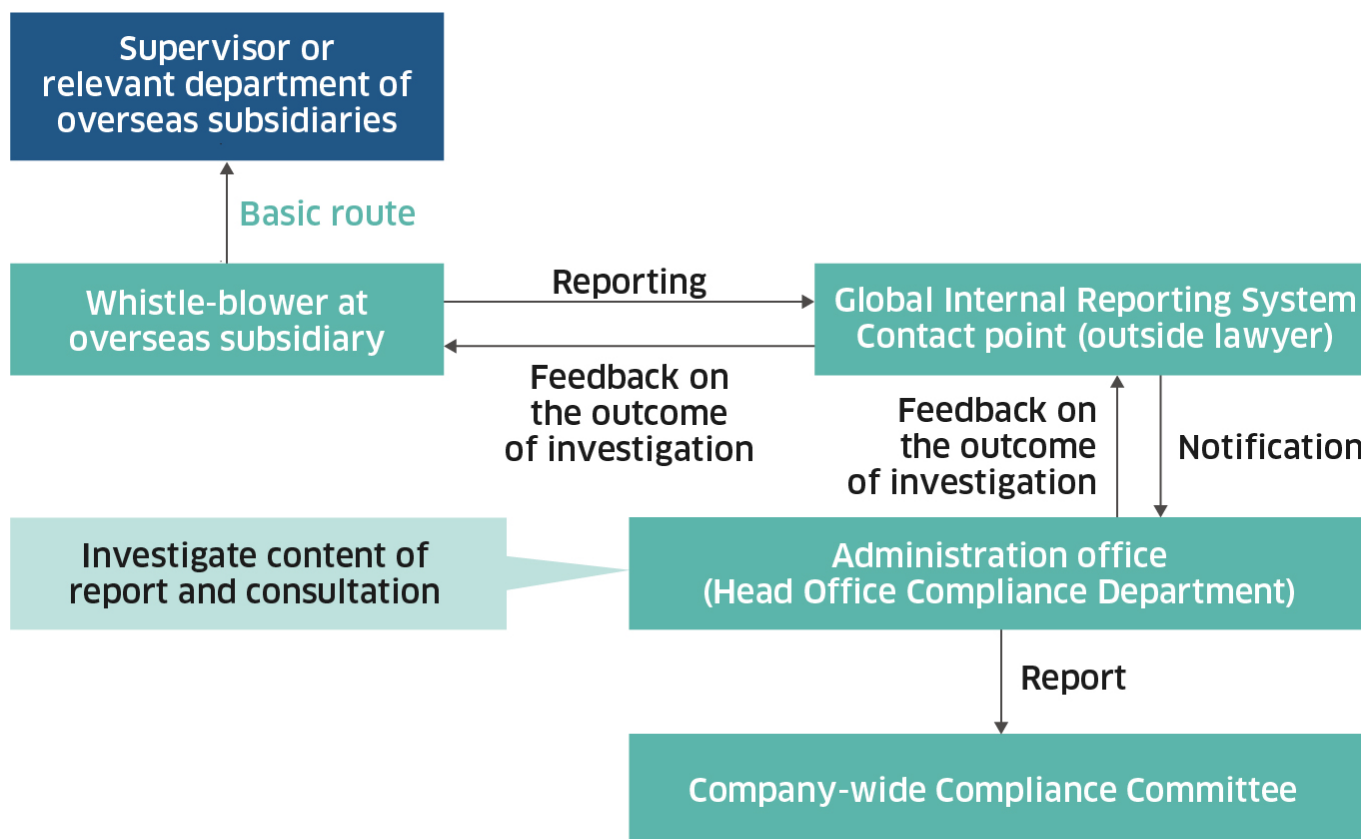 Supervisor or
relevant department of
overseas subsidiaries
Basic route
Whistle-blower at
overseas subsidiary
Reporting
Global Internal Reporting System
Contact point (outside lawyer)
Feedback on
the outcome
of investigation
Feedback on
the outcome
of investigation
Notification
Investigate content of
report and consultation
Administration office
(Head Office Compliance Department)
Report
Company-wide Compliance Committee